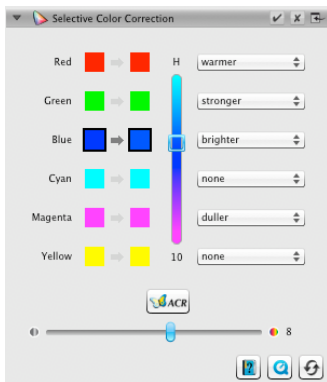 Selective Color Correction
Red H warmer
Green stronger
Blue brighter
Cyan none
Magenta duller
Yellow 10 none
ACR
8
?